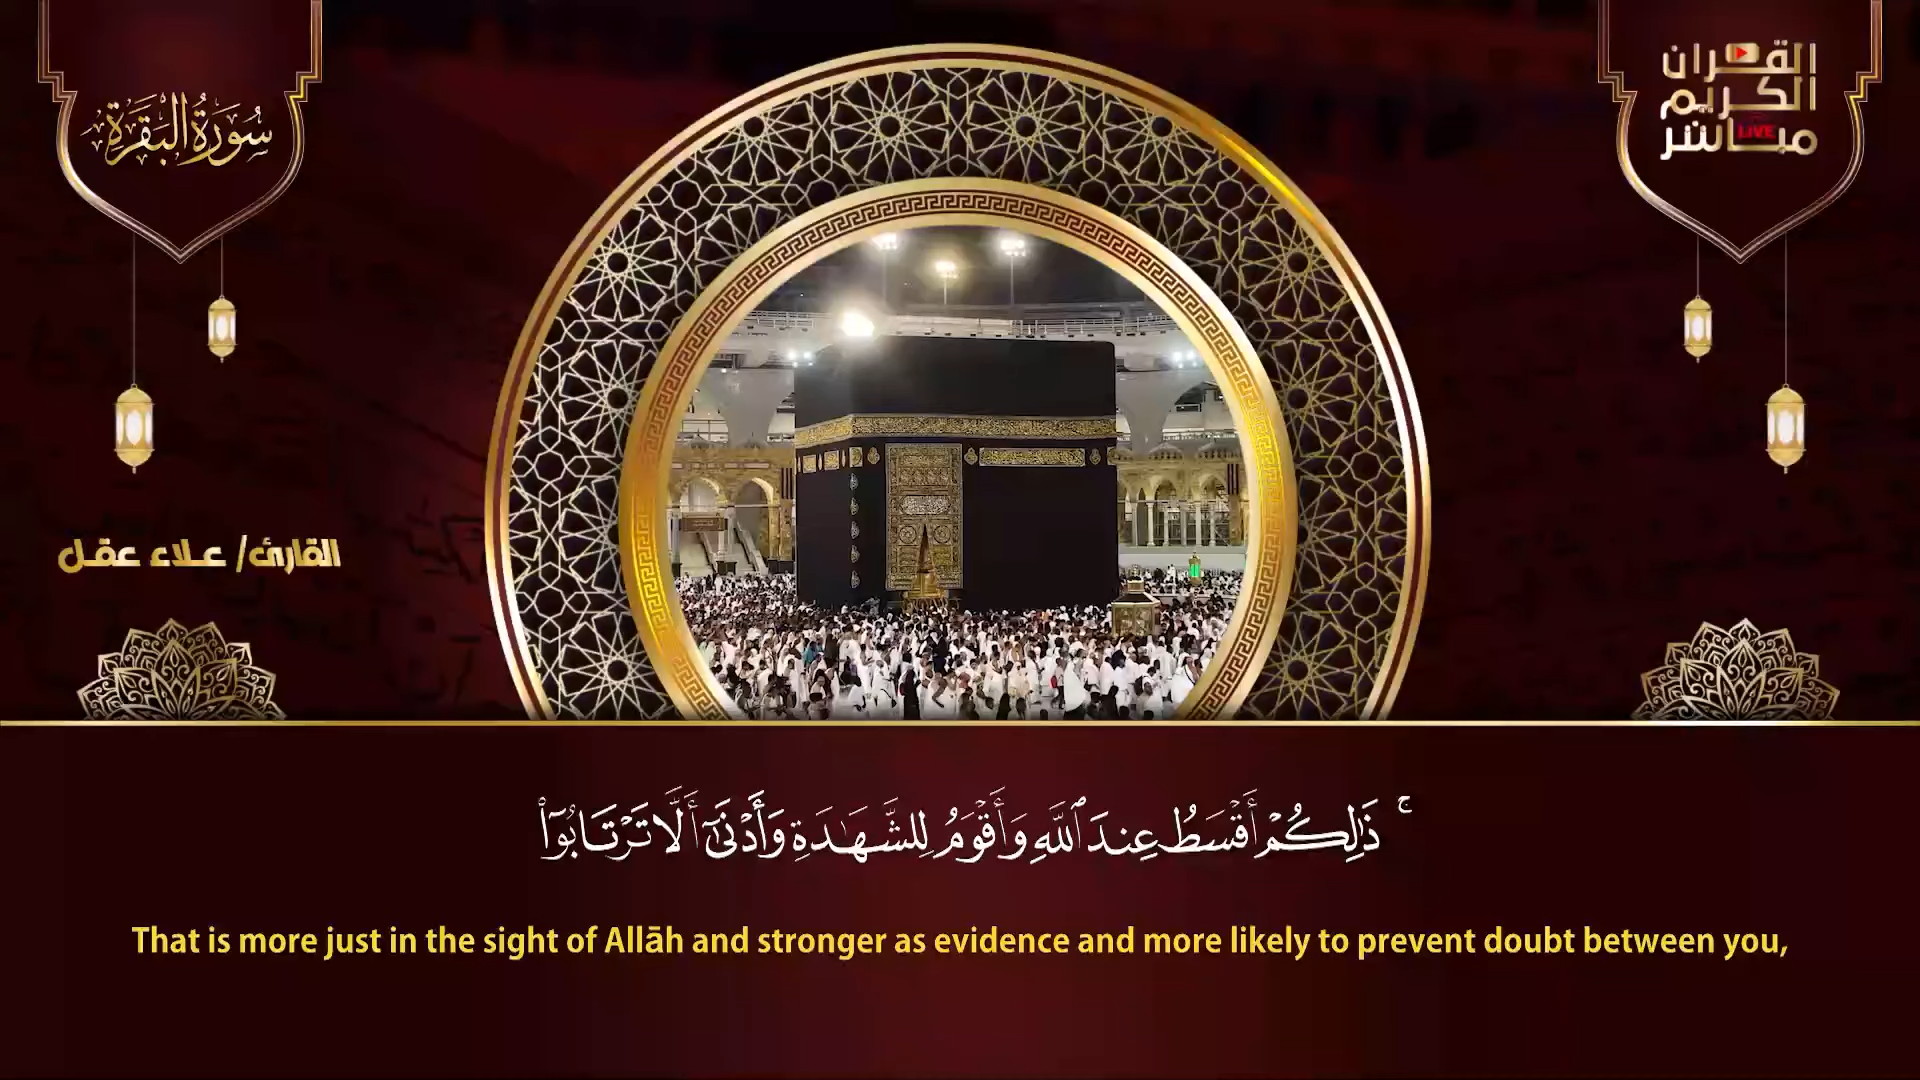 سُورَةُ البَقَرَةِ
القران
الكريم
مباشر
LIVE
القارئ/ علاء عقل
ۚ ذَٰلِكُمْ أَقْسَطُ عِندَ ٱللَّهِ وَأَقْوَمُ لِلشَّهَـٰدَةِ وَأَدْنَىٰٓ أَلَّا تَرْتَابُوٓا۟
That is more just in the sight of Allāh and stronger as evidence and more likely to prevent doubt between you,